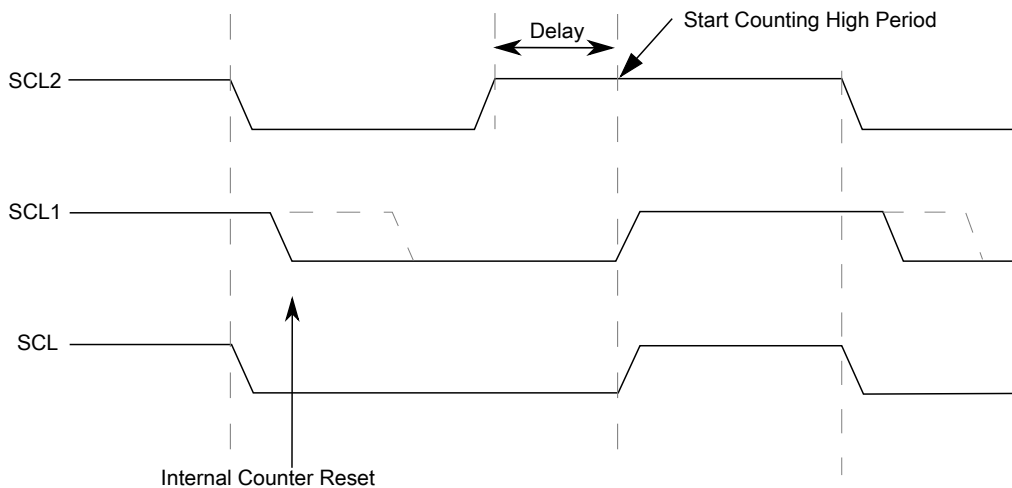 Start Counting High Period
Delay
SCL2
SCL1
SCL
Internal Counter Reset